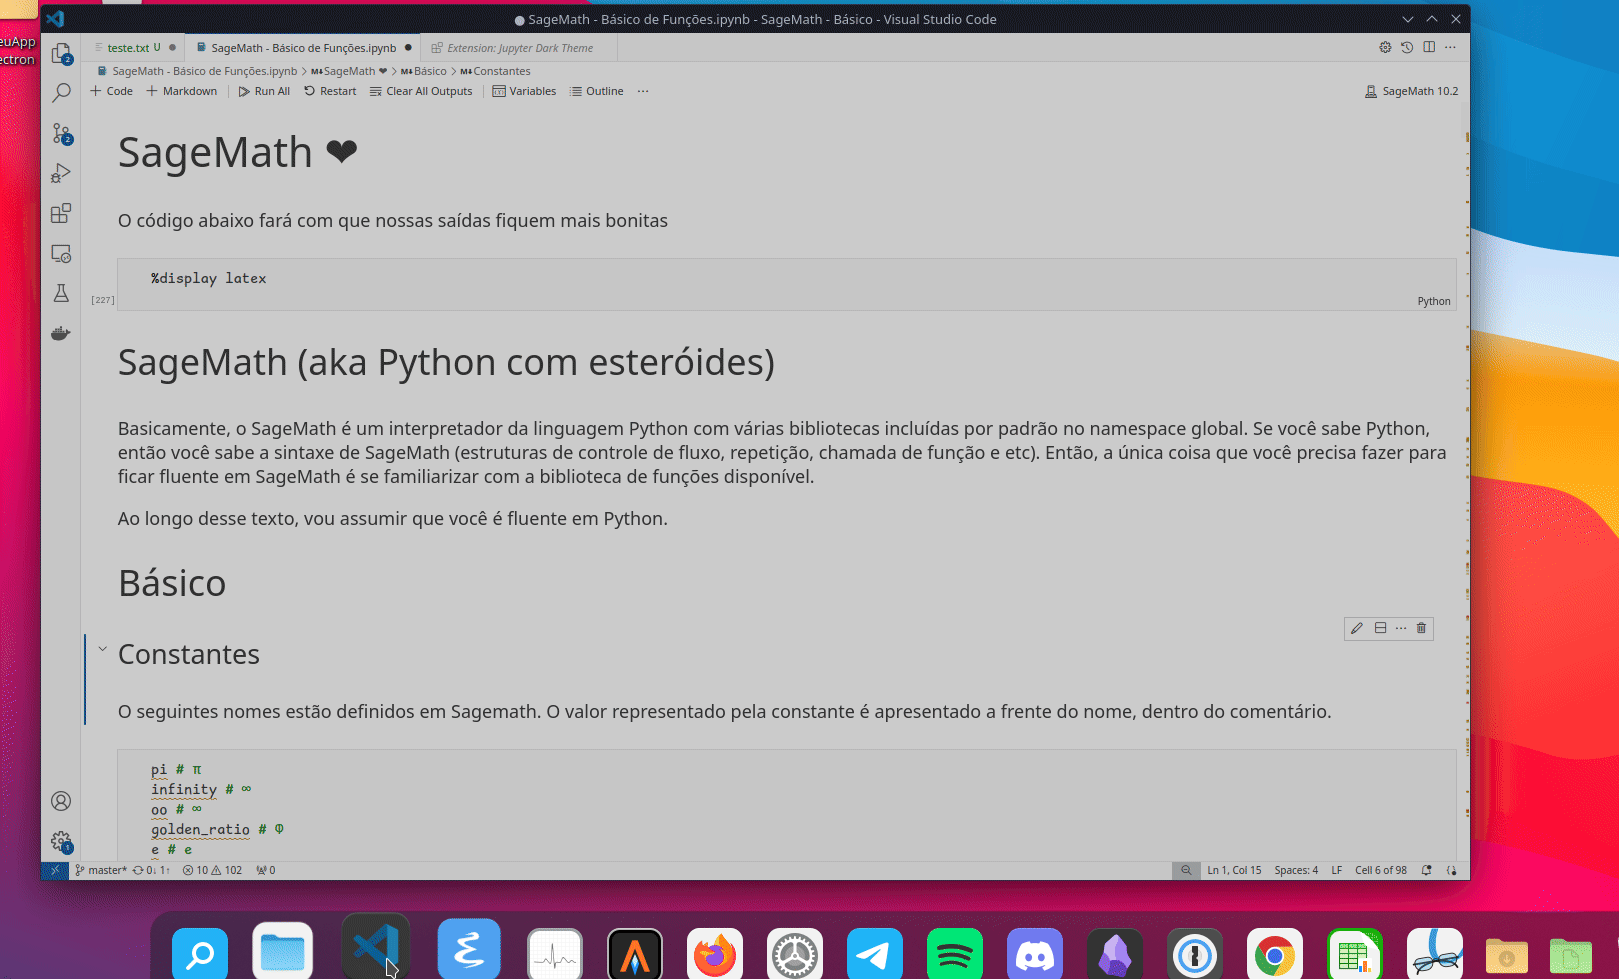 euApp
ectron
SageMath - Básico de Funções.ipynb - SageMath - Básico - Visual Studio Code
teste.txt U
SageMath - Básico de Funções.ipynb
Extension: Jupyter Dark Theme
SageMath - Básico de Funções.ipynb > M↓SageMath ❤ > M↓Básico > M↓Constantes
+ Code + Markdown Run All Restart Clear All Outputs Variables Outline ...
SageMath 10.2
2
2
SageMath ❤
O código abaixo fará com que nossas saídas fiquem mais bonitas
%display latex
[227]
Python
SageMath (aka Python com esteróides)
Basicamente, o SageMath é um interpretador da linguagem Python com várias bibliotecas incluídas por padrão no namespace global. Se você sabe Python,
então você sabe a sintaxe de SageMath (estruturas de controle de fluxo, repetição, chamada de função e etc). Então, a única coisa que você precisa fazer para
ficar fluente em SageMath é se familiarizar com a biblioteca de funções disponível.
Ao longo desse texto, vou assumir que você é fluente em Python.
Básico
Constantes
O seguintes nomes estão definidos em Sagemath. O valor representado pela constante é apresentado a frente do nome, dentro do comentário.
pi # π
infinity # ∞
oo # ∞
golden_ratio # Φ
e # e
1
master* 0↓ 1↑ 10 102 0
Ln 1, Col 15 Spaces: 4 LF Cell 6 of 98